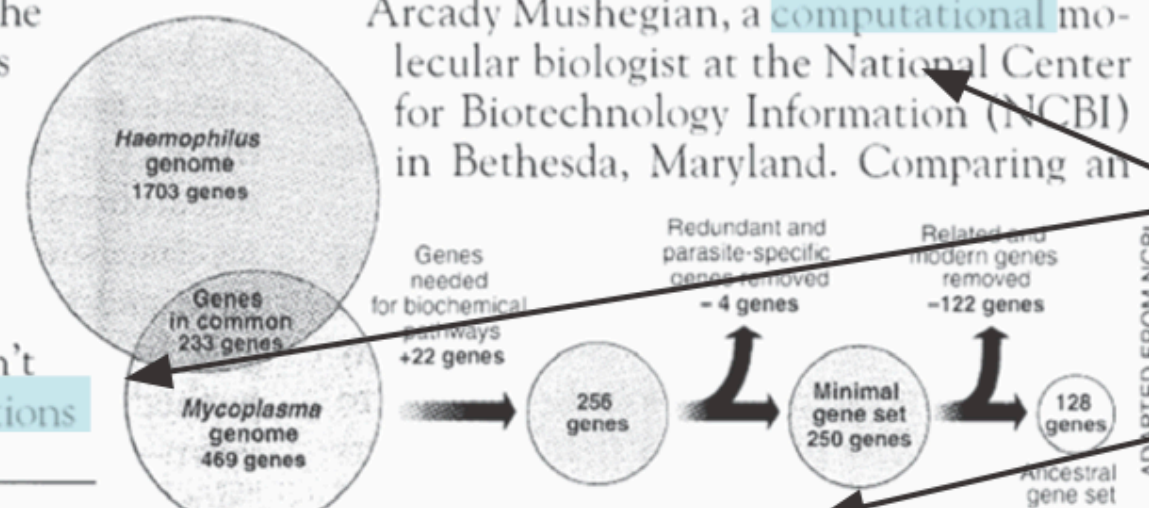 he
s
n't
ions
Arcady Mushegian, a computational mo-
lecular biologist at the National Center
for Biotechnology Information (NCBI)
in Bethesda, Maryland. Comparing an
Haemophilus
genome
1703 genes
Genes
in common
233 genes
Mycoplasma
genome
469 genes
Genes
needed
for biochemical
pathways
+22 genes
256
genes
Redundant and
parasite-specific
genes removed
– 4 genes
Minimal
gene set
250 genes
Related and
modern genes
removed
–122 genes
128
genes
Ancestral
gene set
ADAPTED FROM NCBI